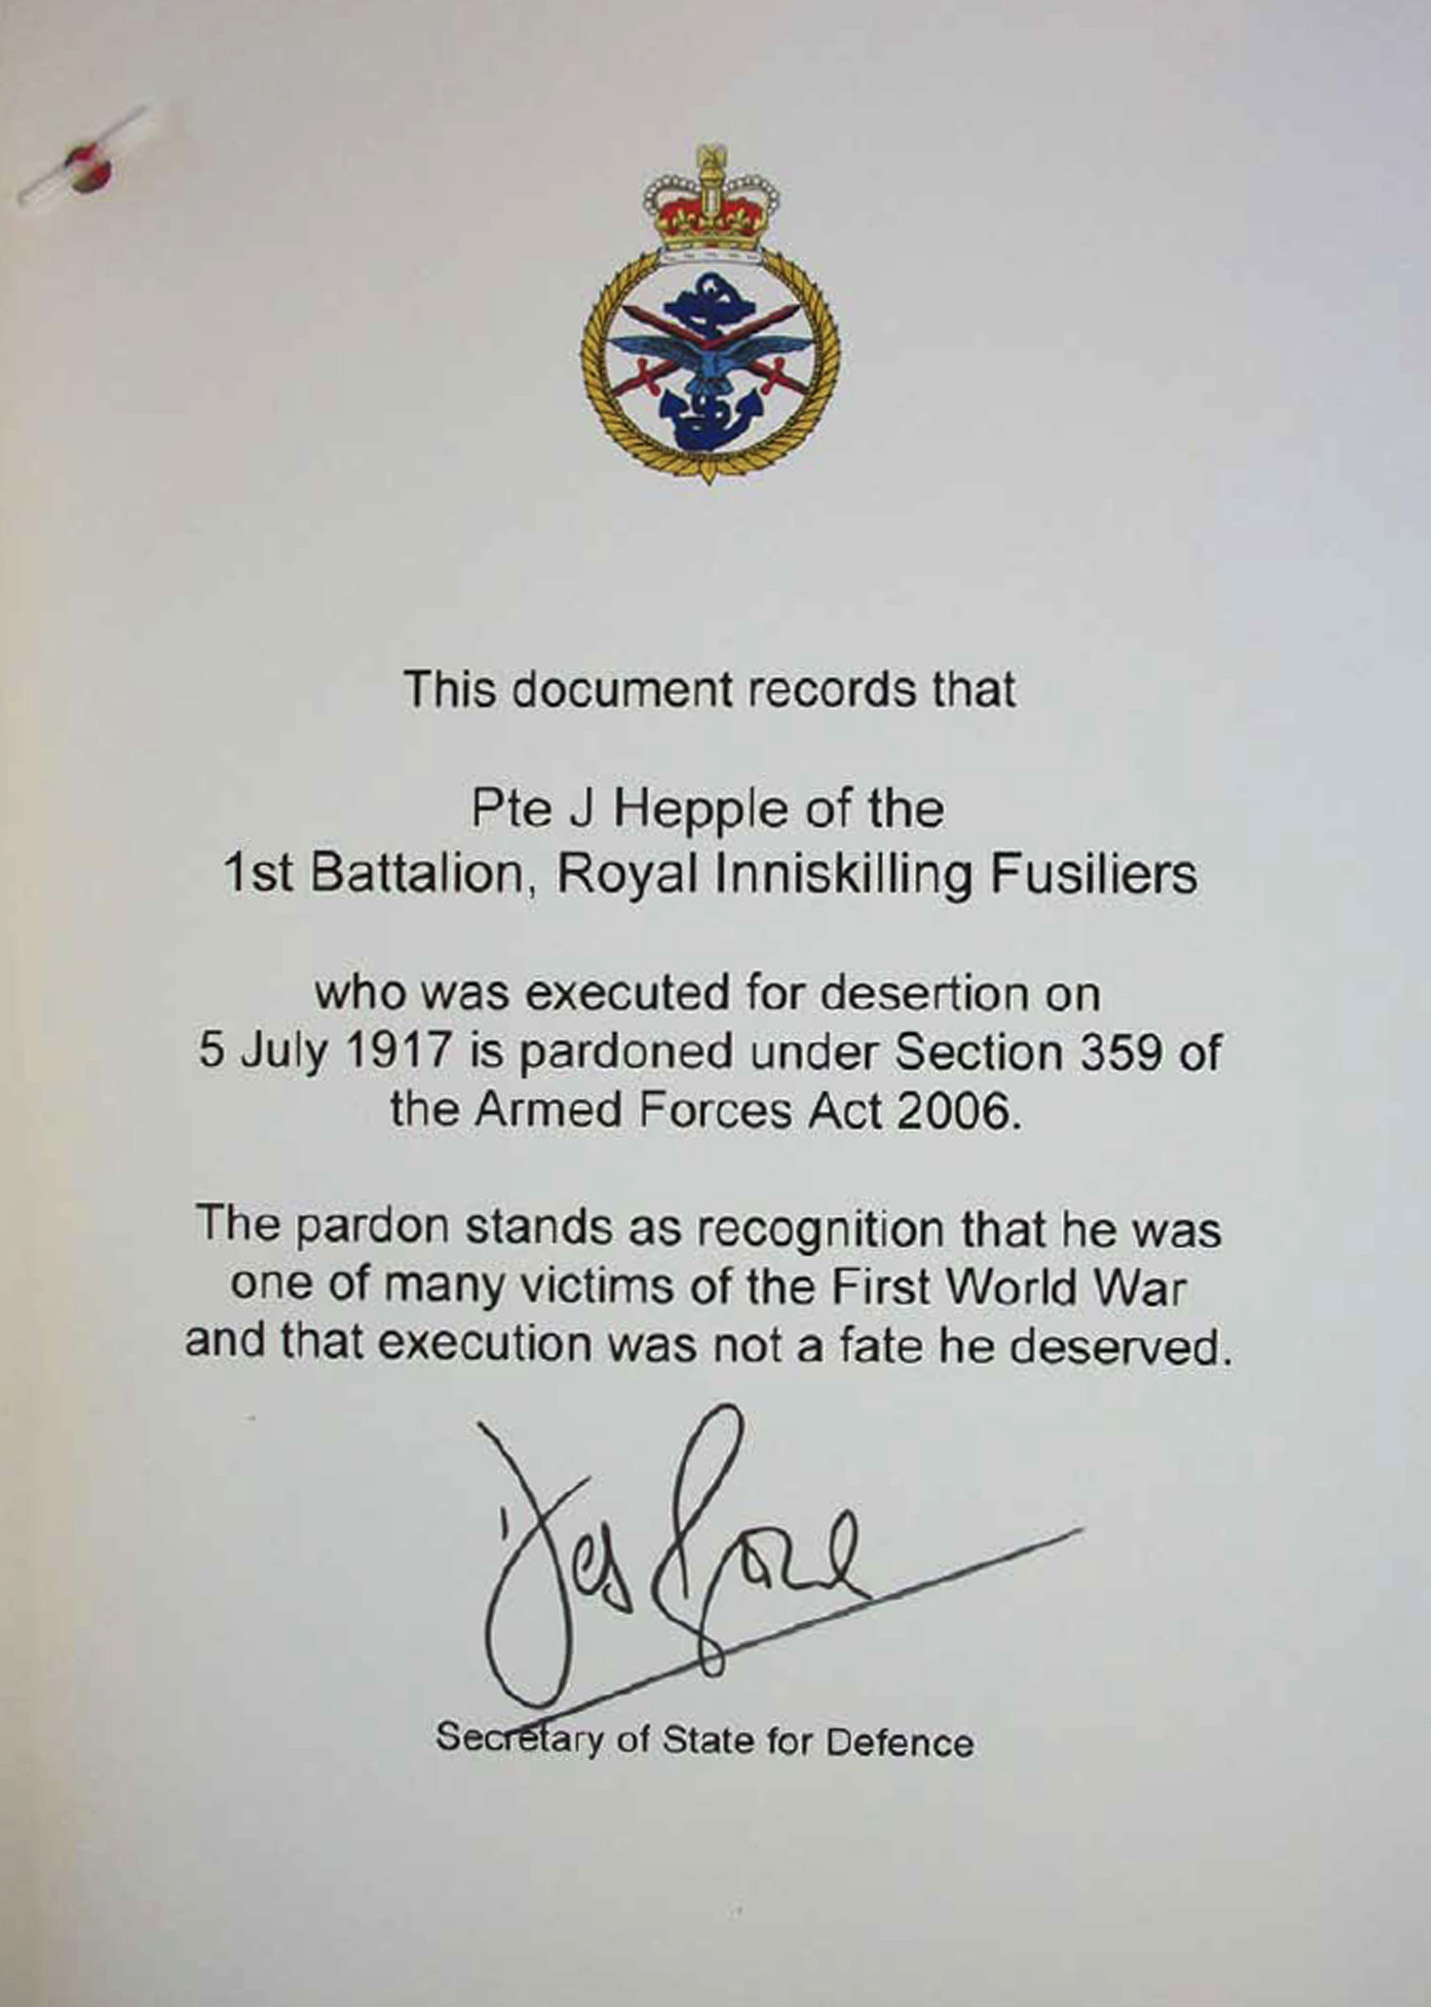 This document records that
Pte J Hepple of the
1st Battalion, Royal Inniskilling Fusiliers
who was executed for desertion on
5 July 1917 is pardoned under Section 359 of
the Armed Forces Act 2006.
The pardon stands as recognition that he was
one of many victims of the First World War
and that execution was not a fate he deserved.
Des
Secretary of State for Defence